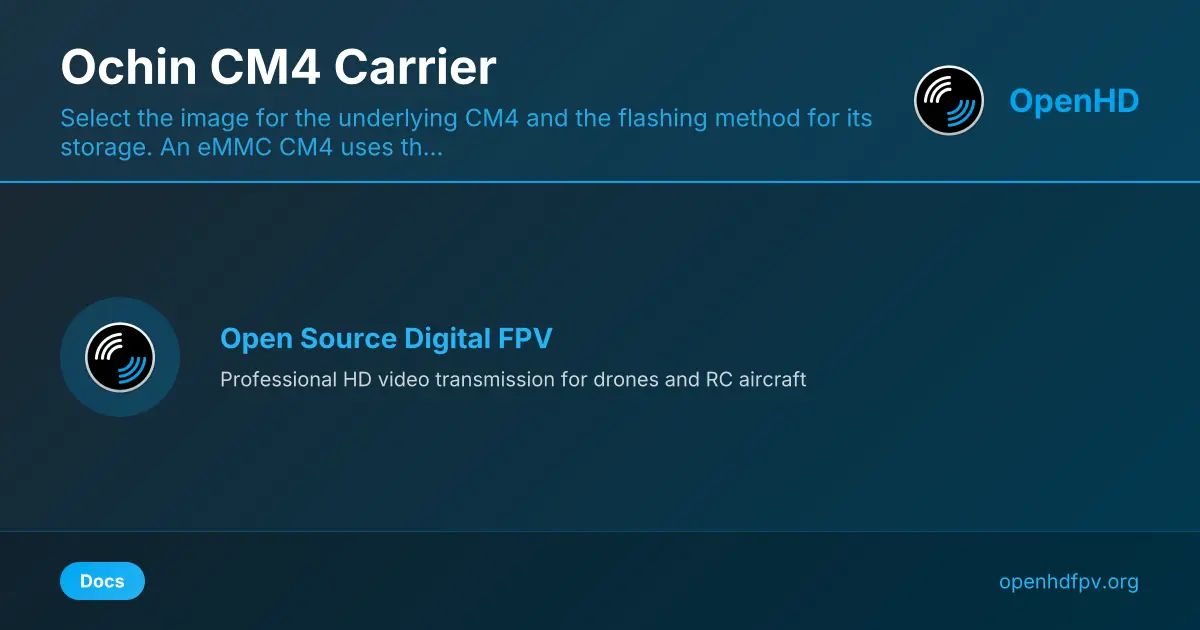 Ochin CM4 Carrier
Select the image for the underlying CM4 and the flashing method for its
storage. An eMMC CM4 uses th...
OpenHD
Open Source Digital FPV
Professional HD video transmission for drones and RC aircraft
Docs
openhdfpv.org